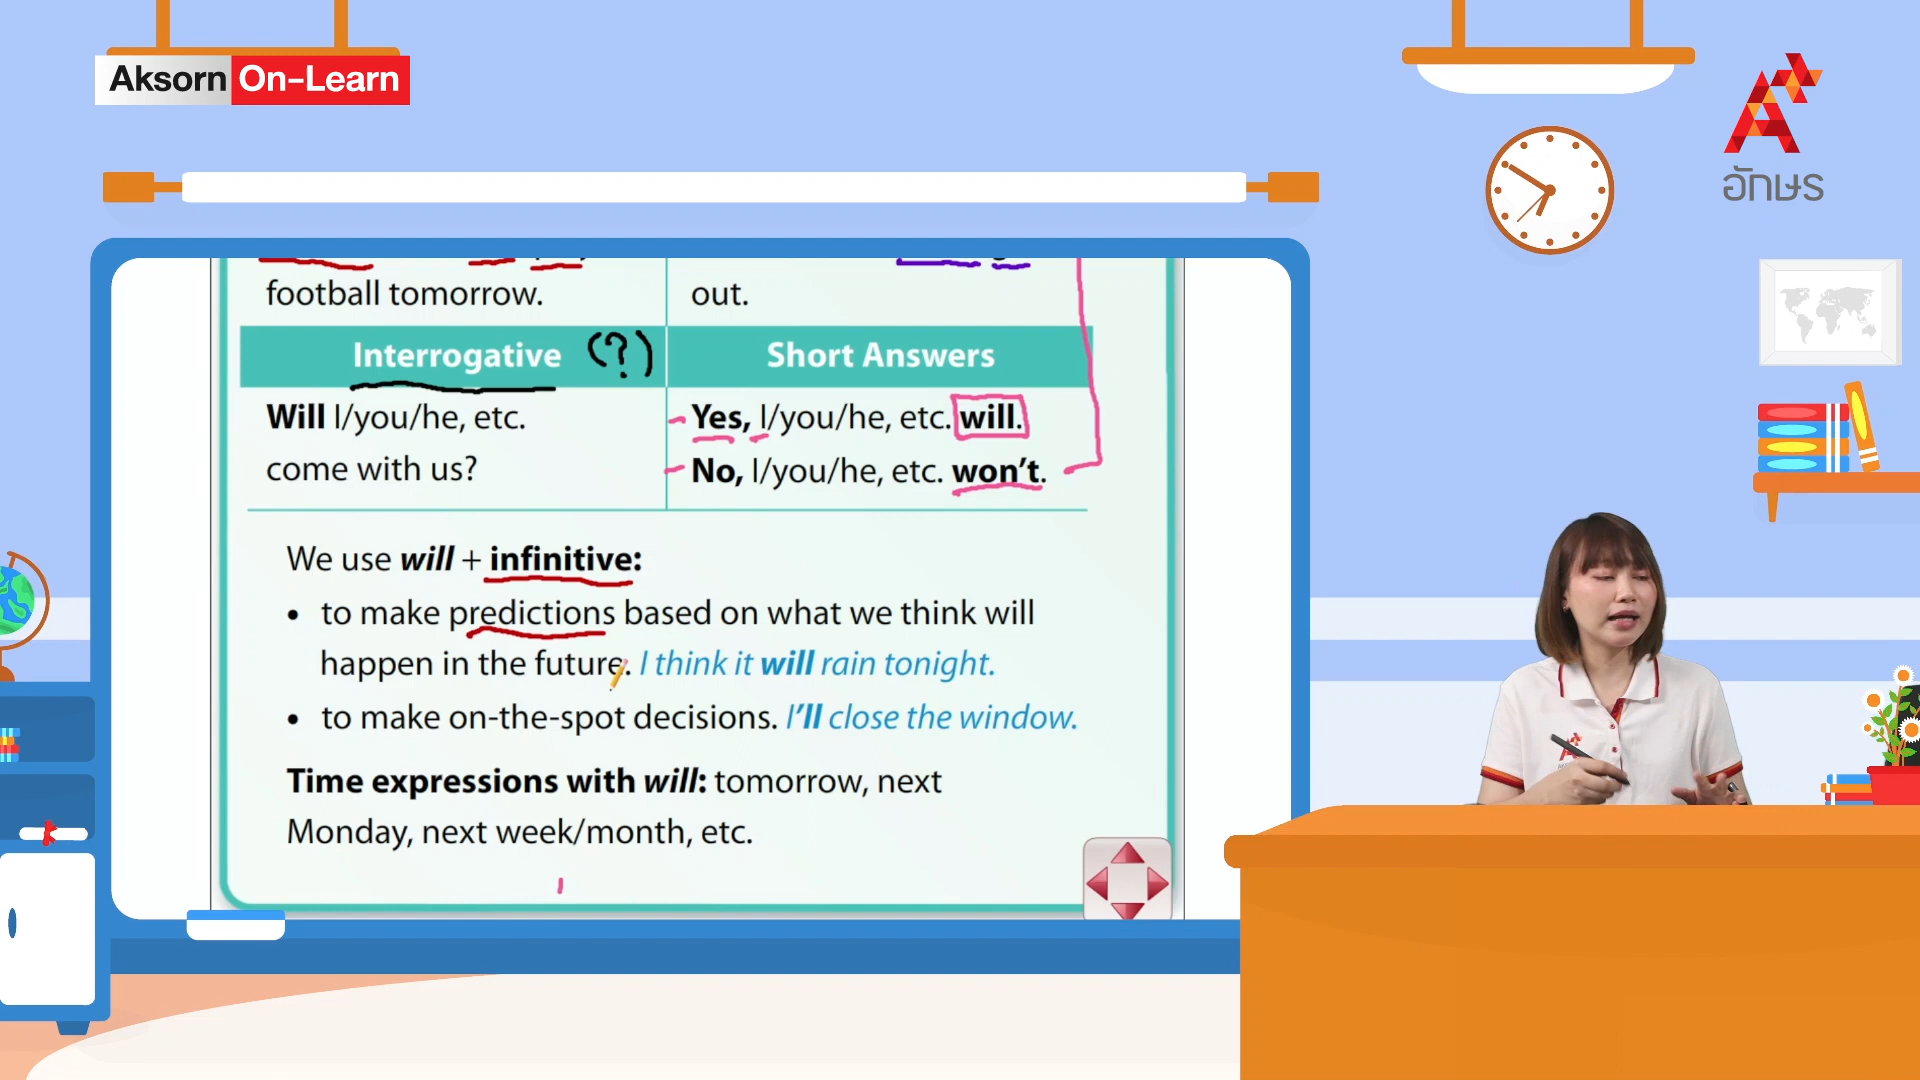 Aksorn On-Learn
อักษร
football tomorrow.
out.
Interrogative (?)
Short Answers
Will I/you/he, etc.
come with us?
Yes, I/you/he, etc. will.
No, I/you/he, etc. won't.
We use will + infinitive:
• to make predictions based on what we think will
happen in the future. I think it will rain tonight.
• to make on-the-spot decisions. I'll close the window.
Time expressions with will: tomorrow, next
Monday, next week/month, etc.